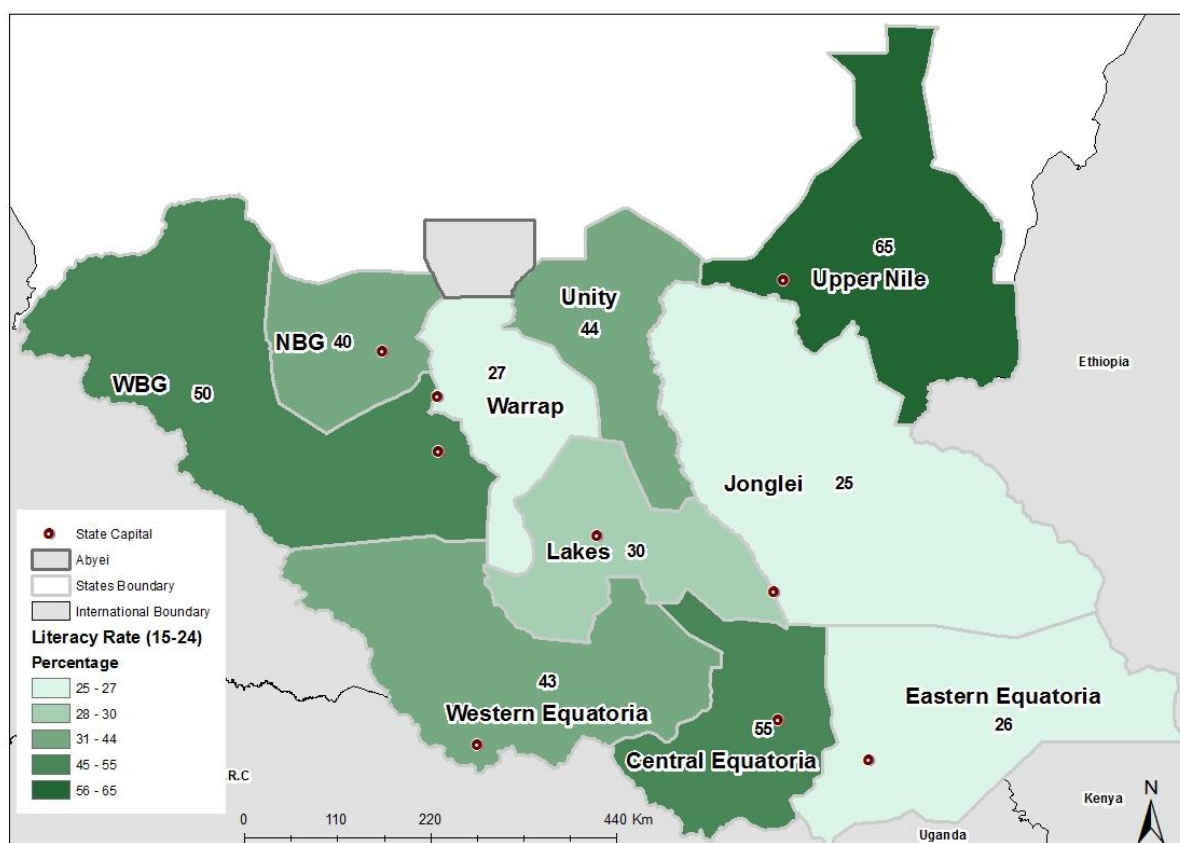 65
Upper Nile
Unity
44
NBG 40
Ethiopia
27
WBG 50
Warrap
Jonglei 25
Lakes 30
State Capital
Abyei
States Boundary
International Boundary
Literacy Rate (15-24)
Percentage
25 - 27
28 - 30
31 - 44
45 - 55
56 - 65
43
Western Equatoria
Eastern Equatoria
26
55
Central Equatoria
.R.C
Kenya
N
0 110 220 440 Km
Uganda